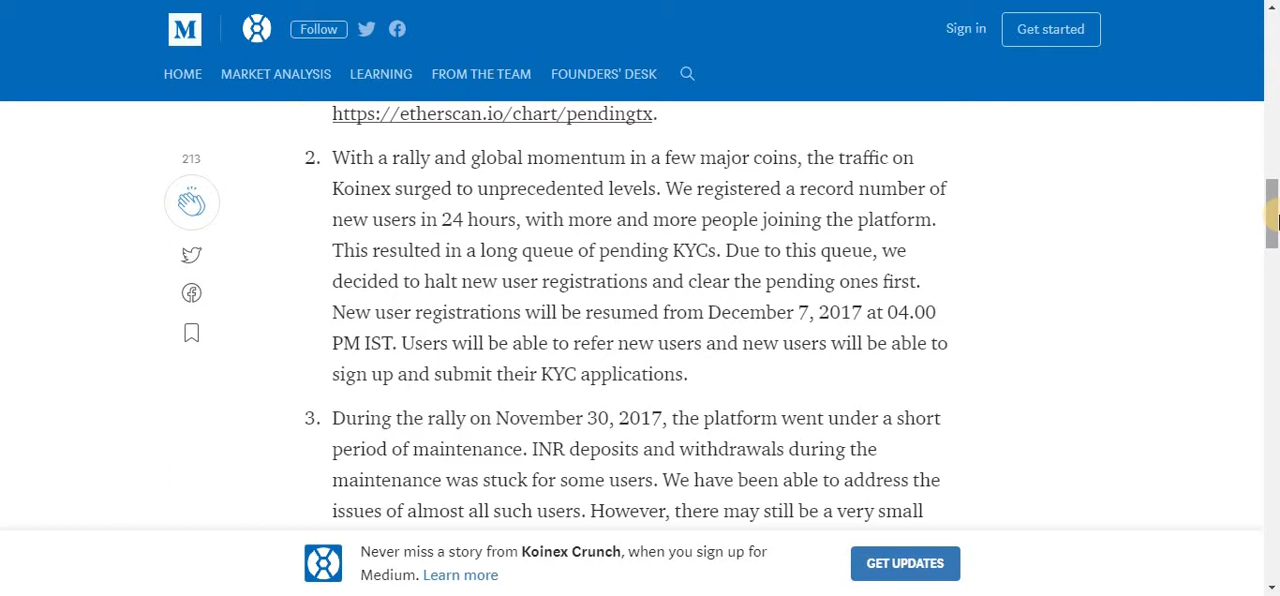 M
Follow
Sign in
Get started
HOME
MARKET ANALYSIS
LEARNING
FROM THE TEAM
FOUNDERS' DESK
https://etherscan.io/chart/pendingtx.
213
2. With a rally and global momentum in a few major coins, the traffic on
Koinex surged to unprecedented levels. We registered a record number of
new users in 24 hours, with more and more people joining the platform.
This resulted in a long queue of pending KYCs. Due to this queue, we
decided to halt new user registrations and clear the pending ones first.
New user registrations will be resumed from December 7, 2017 at 04.00
PM IST. Users will be able to refer new users and new users will be able to
sign up and submit their KYC applications.
3. During the rally on November 30, 2017, the platform went under a short
period of maintenance. INR deposits and withdrawals during the
maintenance was stuck for some users. We have been able to address the
issues of almost all such users. However, there may still be a very small
Never miss a story from Koinex Crunch, when you sign up for
Medium. Learn more
GET UPDATES